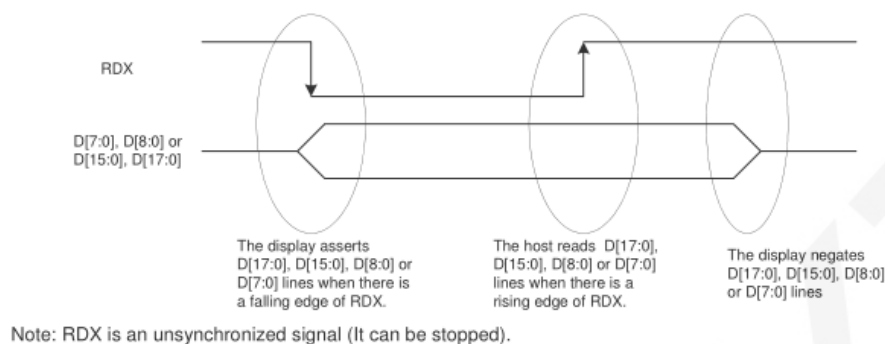 RDX
D[7:0], D[8:0] or
D[15:0], D[17:0]
The display asserts
D[17:0], D[15:0], D[8:0] or
D[7:0] lines when there is
a falling edge of RDX.
The host reads D[17:0],
D[15:0], D[8:0] or D[7:0]
lines when there is a
rising edge of RDX.
The display negates
D[17:0], D[15:0], D[8:0]
or D[7:0] lines
Note: RDX is an unsynchronized signal (It can be stopped).